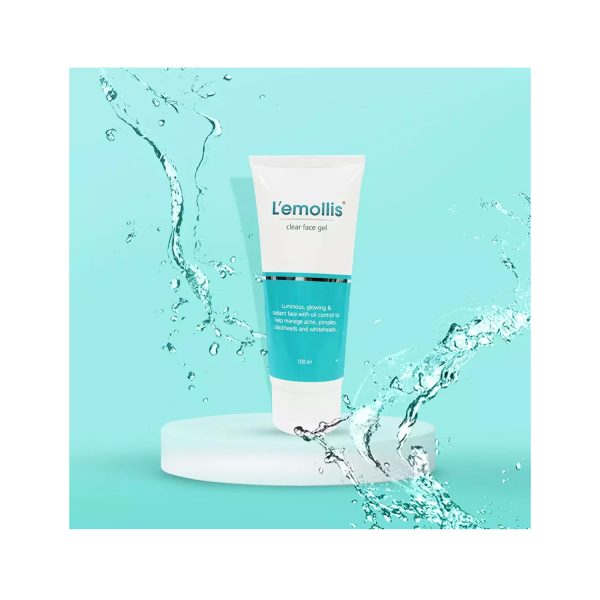 L'emollis®
clear face gel
Luminous, glowing &
radiant face with oil control to
help manage acne, pimples,
blackheads and whiteheads.
100 ml